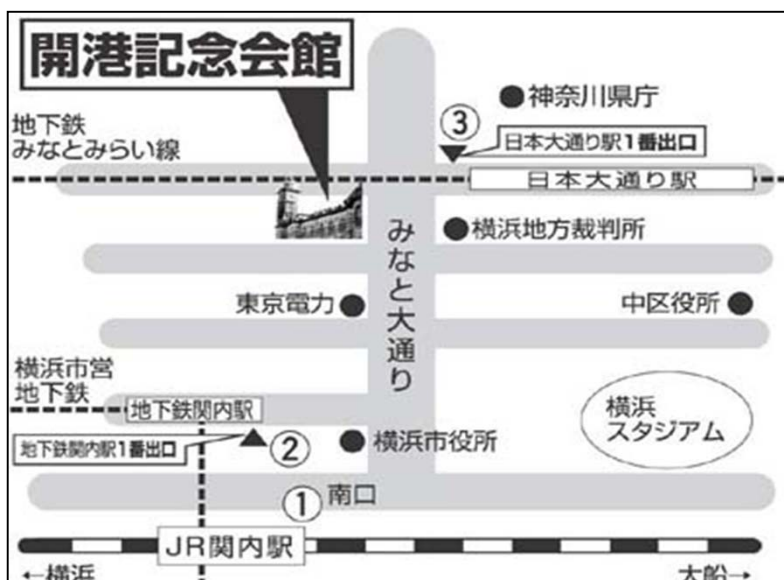 開港記念会館
神奈川県庁
地下鉄
みなとみらい線
③
日本大通り駅1番出口
日本大通り駅
横浜地方裁判所
みなと大通り
東京電力
中区役所
横浜市営
地下鉄
地下鉄関内駅
地下鉄関内駅1番出口
②
横浜市役所
横浜
スタジアム
①
南口
JR関内駅
←横浜
大船→